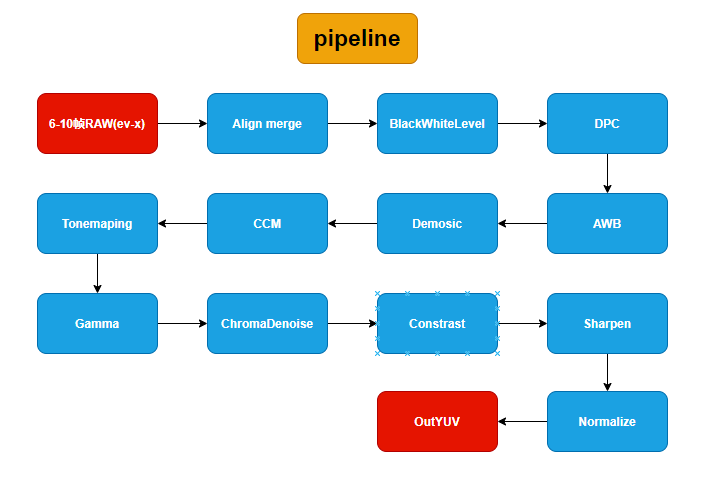 pipeline
6-10帧RAW(ev-x)
Align merge
BlackWhiteLevel
DPC
AWB
Demosic
CCM
Tonemaping
Gamma
ChromaDenoise
Constrast
Sharpen
Normalize
OutYUV